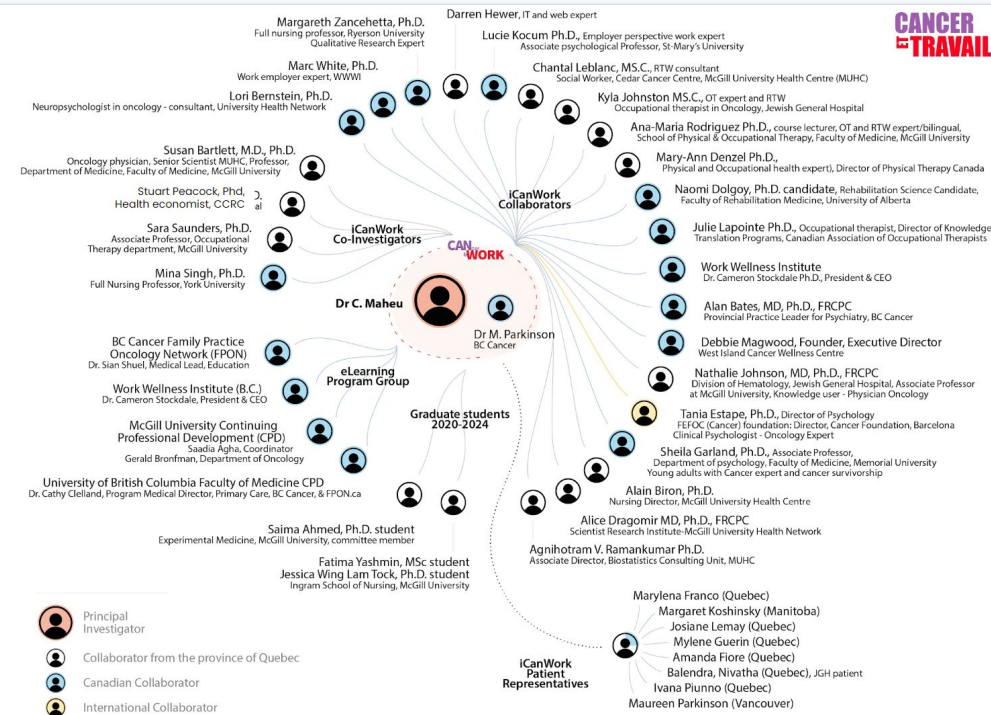 CANCER
ET TRAVAIL
Darren Hewer, IT and web expert
Margareth Zancehetta, Ph.D.
Full nursing professor, Ryerson University
Qualitative Research Expert
Marc White, Ph.D.
Work employer expert, WWWI
Lori Bernstein, Ph.D.
Neuropsychologist in oncology - consultant, University Health Network
Susan Bartlett, M.D., Ph.D.
Oncology physician, Senior Scientist MUHC, Professor,
Department of Medicine, Faculty of Medicine, McGill University
Stuart Peacock, Phd,
Health economist, CCRC
al
Sara Saunders, Ph.D.
Associate Professor, Occupational
Therapy department, McGill University
Mina Singh, Ph.D.
Full Nursing Professor, York University
iCanWork
Co-Investigators
Lucie Kocum Ph.D., Employer perspective work expert
Associate psychological Professor, St-Mary's University
Chantal Leblanc, MS.C., RTW consultant
Social Worker, Cedar Cancer Centre, McGill University Health Centre (MUHC)
Kyla Johnston MS.C., OT expert and RTW
Occupational therapist in Oncology, Jewish General Hospital
Ana-Maria Rodriguez Ph.D., course lecturer, OT and RTW expert/bilingual,
School of Physical & Occupational Therapy, Faculty of Medicine, McGill University
Mary-Ann Denzel Ph.D.,
Physical and Occupational health expert), Director of Physical Therapy Canada
Naomi Dolgoy, Ph.D. candidate, Rehabilitation Science Candidate,
Faculty of Rehabilitation Medicine, University of Alberta
Julie Lapointe Ph.D., Occupational therapist, Director of Knowledge
Translation Programs, Canadian Association of Occupational Therapists
Work Wellness Institute
Dr. Cameron Stockdale Ph.D., President & CEO
Alan Bates, MD, Ph.D., FRCPC
Provincial Practice Leader for Psychiatry, BC Cancer
Debbie Magwood, Founder, Executive Director
West Island Cancer Wellness Centre
Nathalie Johnson, MD, Ph.D., FRCPC
Division of Hematology, Jewish General Hospital, Associate Professor
at McGill University, Knowledge user - Physician Oncology
Tania Estape, Ph.D., Director of Psychology
FEFOC (Cancer) foundation: Director, Cancer Foundation, Barcelona
Clinical Psychologist - Oncology Expert
Sheila Garland, Ph.D., Associate Professor,
Department of psychology, Faculty of Medicine, Memorial University
Young adults with Cancer expert and cancer survivorship
Alain Biron, Ph.D.
Nursing Director, McGill University Health Centre
Alice Dragomir MD, Ph.D., FRCPC
Scientist Research Institute-McGill University Health Network
Agnihotram V. Ramankumar Ph.D.
Associate Director, Biostatistics Consulting Unit, MUHC
iCanWork
Collaborators
CAN
WORK
Dr C. Maheu
Dr M. Parkinson
BC Cancer
BC Cancer Family Practice
Oncology Network (FPON)
Dr. Sian Shuel, Medical Lead, Education
Work Wellness Institute (B.C.)
Dr. Cameron Stockdale, President & CEO
McGill University Continuing
Professional Development (CPD)
Saadia Agha, Coordinator
Gerald Bronfman, Department of Oncology
University of British Columbia Faculty of Medicine CPD
Dr. Cathy Clelland, Program Medical Director, Primary Care, BC Cancer, & FPON.ca
eLearning
Program Group
Graduate students
2020-2024
Saima Ahmed, Ph.D. student
Experimental Medicine, McGill University, committee member
Fatima Yashmin, MSc student
Jessica Wing Lam Tock, Ph.D. student
Ingram School of Nursing, McGill University
iCanWork
Patient
Representatives
Marylena Franco (Quebec)
Margaret Koshinsky (Manitoba)
Josiane Lemay (Quebec)
Mylene Guerin (Quebec)
Amanda Fiore (Quebec)
Balendra, Nivatha (Quebec), JGH patient
Ivana Piunno (Quebec)
Maureen Parkinson (Vancouver)
Principal
Investigator
Collaborator from the province of Quebec
Canadian Collaborator
International Collaborator